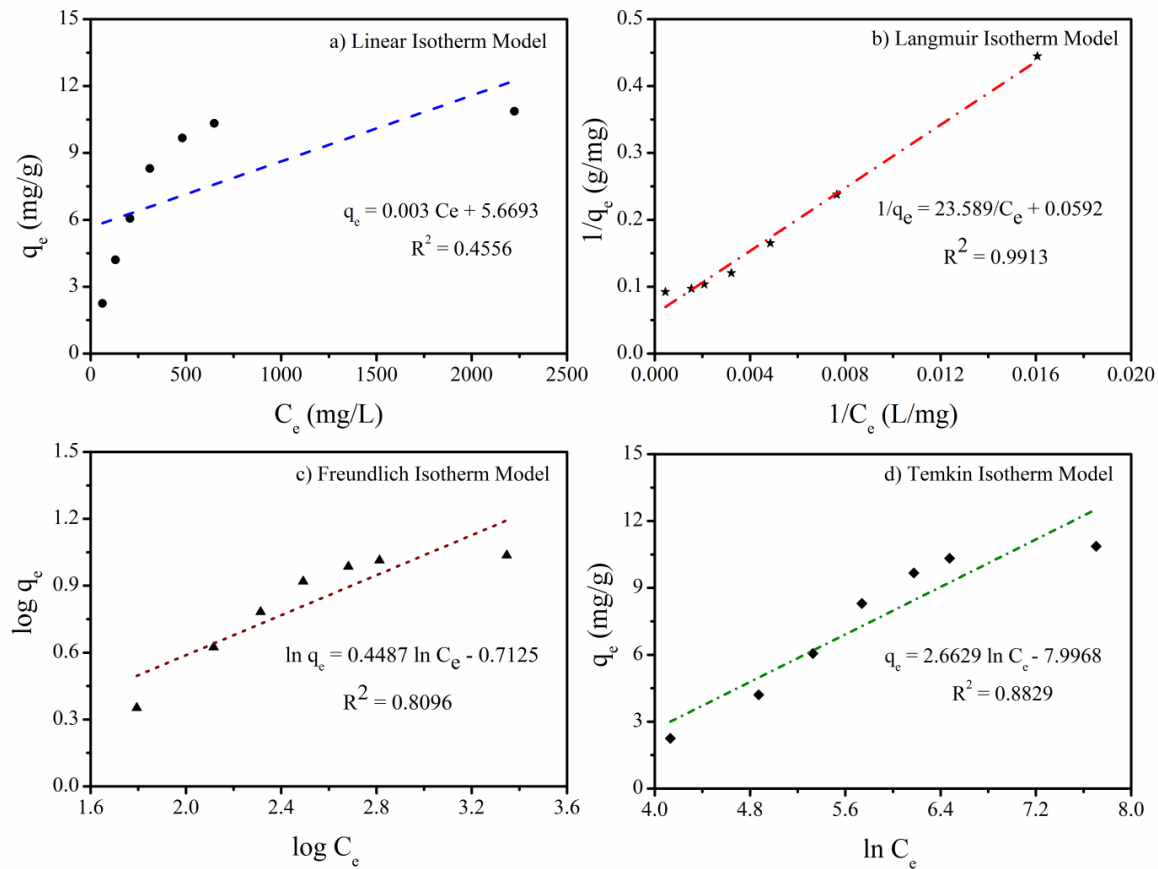 a) Linear Isotherm Model
15
12
9
6
3
0
q_e (mg/g)
q_e = 0.003 Ce + 5.6693
R^2 = 0.4556
0 500 1000 1500 2000 2500
C_e (mg/L)
b) Langmuir Isotherm Model
0.5
0.4
0.3
0.2
0.1
0.0
1/q_e (g/mg)
1/q_e = 23.589/C_e + 0.0592
R^2 = 0.9913
0.000 0.004 0.008 0.012 0.016 0.020
1/C_e (L/mg)
c) Freundlich Isotherm Model
1.5
1.2
0.9
0.6
0.3
0.0
log q_e
ln q_e = 0.4487 ln C_e - 0.7125
R^2 = 0.8096
1.6 2.0 2.4 2.8 3.2 3.6
log C_e
d) Temkin Isotherm Model
15
12
9
6
3
0
q_e (mg/g)
q_e = 2.6629 ln C_e - 7.9968
R^2 = 0.8829
4.0 4.8 5.6 6.4 7.2 8.0
ln C_e